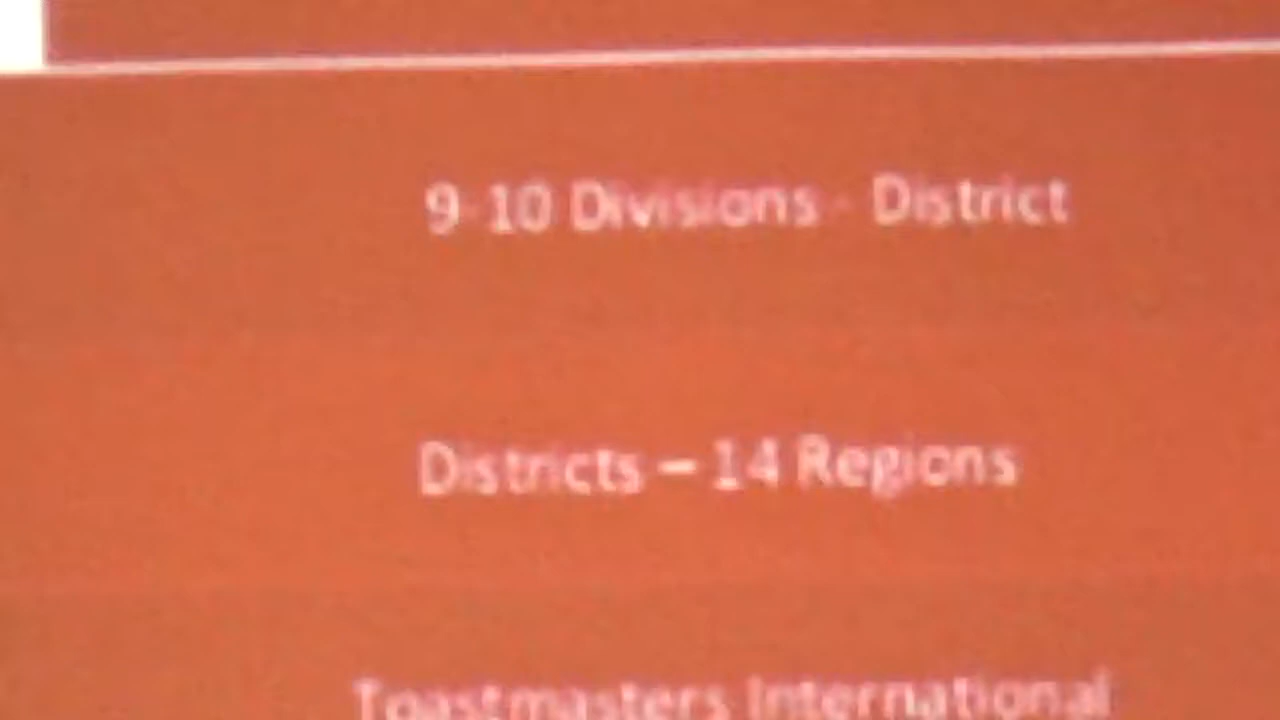 9-10 Divisions - District
Districts – 14 Regions
Toastmasters International